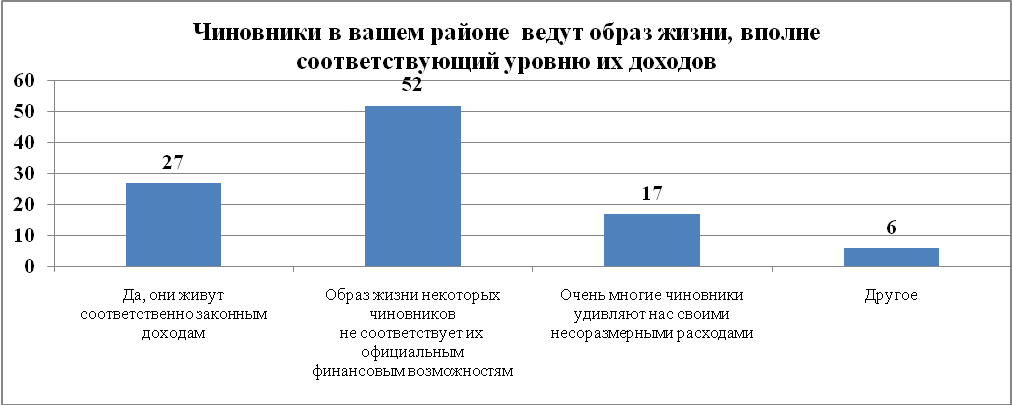 Чиновники в вашем районе ведут образ жизни, вполне
соответствующий уровню их доходов
60
50
40
30
20
10
0
27
52
17
6
Да, они живут
соответственно законным
доходам
Образ жизни некоторых
чиновников
не соответствует их
официальным
финансовым возможностям
Очень многие чиновники
удивляют нас своими
несоразмерными расходами
Другое